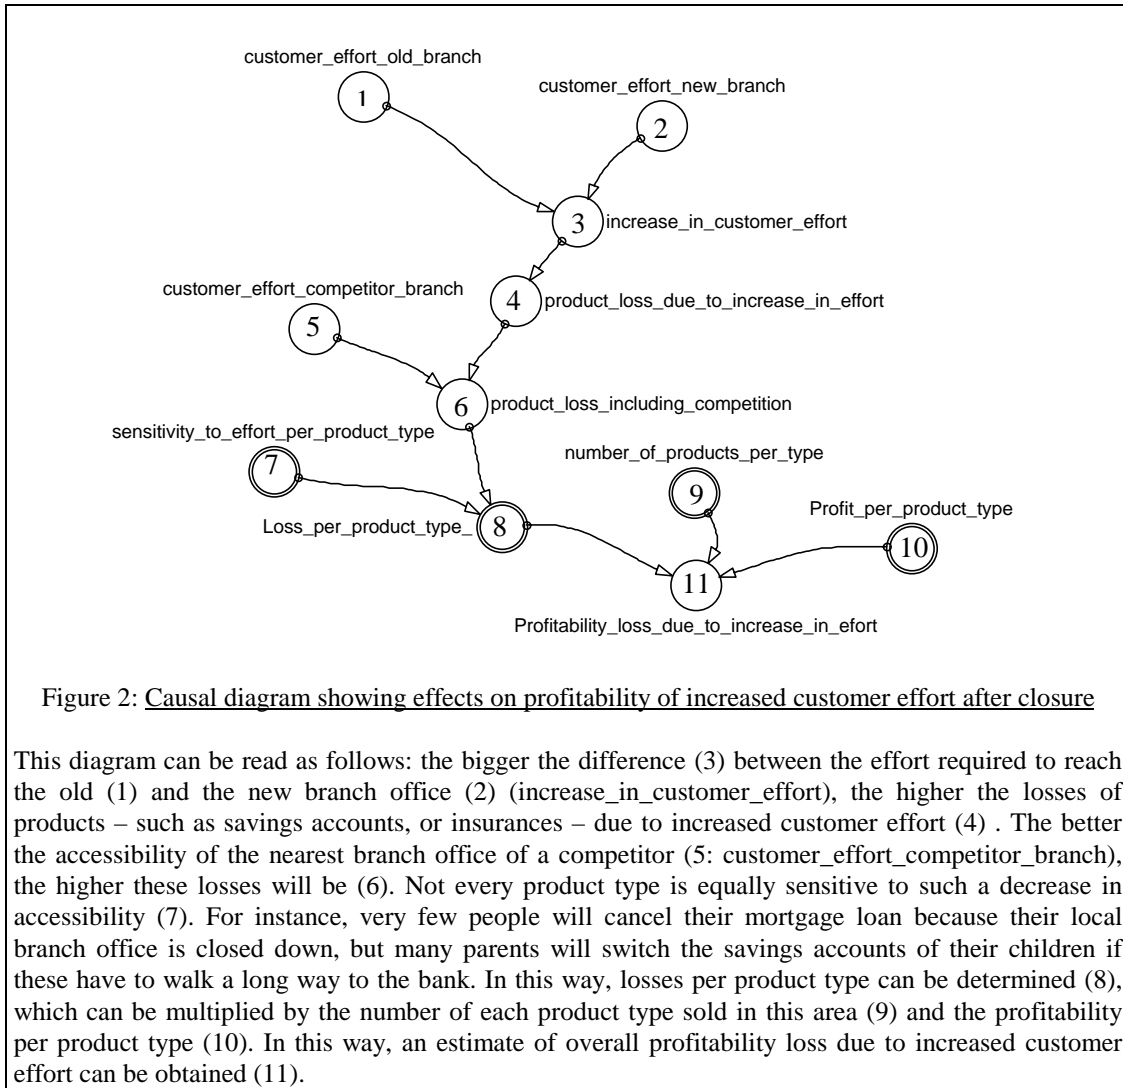 customer_effort_old_branch
1
customer_effort_new_branch
2
3
increase_in_customer_effort
customer_effort_competitor_branch
4
product_loss_due_to_increase_in_effort
5
6
product_loss_including_competition
sensitivity_to_effort_per_product_type
7
number_of_products_per_type
9
Profit_per_product_type
Loss_per_product_type_
8
10
11
Profitability_loss_due_to_increase_in_efort
Figure 2: Causal diagram showing effects on profitability of increased customer effort after closure
This diagram can be read as follows: the bigger the difference (3) between the effort required to reach
the old (1) and the new branch office (2) (increase_in_customer_effort), the higher the losses of
products – such as savings accounts, or insurances – due to increased customer effort (4) . The better
the accessibility of the nearest branch office of a competitor (5: customer_effort_competitor_branch),
the higher these losses will be (6). Not every product type is equally sensitive to such a decrease in
accessibility (7). For instance, very few people will cancel their mortgage loan because their local
branch office is closed down, but many parents will switch the savings accounts of their children if
these have to walk a long way to the bank. In this way, losses per product type can be determined (8),
which can be multiplied by the number of each product type sold in this area (9) and the profitability
per product type (10). In this way, an estimate of overall profitability loss due to increased customer
effort can be obtained (11).